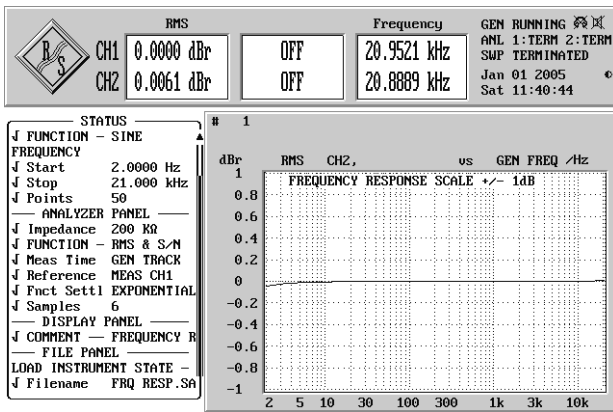 RMS
Frequency
R S
CH1 0.0000 dBr OFF 20.9521 kHz
CH2 0.0061 dBr OFF 20.8889 kHz
GEN RUNNING
ANL 1:TERM 2:TERM
SWP TERMINATED
Jan 01 2005
Sat 11:40:44
STATUS
√ FUNCTION - SINE
FREQUENCY
√ Start 2.0000 Hz
√ Stop 21.000 kHz
√ Points 50
ANALYZER PANEL
√ Impedance 200 KΩ
√ FUNCTION - RMS & S/N
√ Meas Time GEN TRACK
√ Reference MEAS CH1
√ Fnct Settl EXPONENTIAL
√ Samples 6
DISPLAY PANEL
√ COMMENT — FREQUENCY R
FILE PANEL
LOAD INSTRUMENT STATE -
√ Filename FRQ RESP.SA
# 1
dBr RMS CH2, vs GEN FREQ /Hz
FREQUENCY RESPONSE SCALE +/- 1dB
1
0.8
0.6
0.4
0.2
0
-0.2
-0.4
-0.6
-0.8
-1
2 5 10 30 100 300 1k 3k 10k